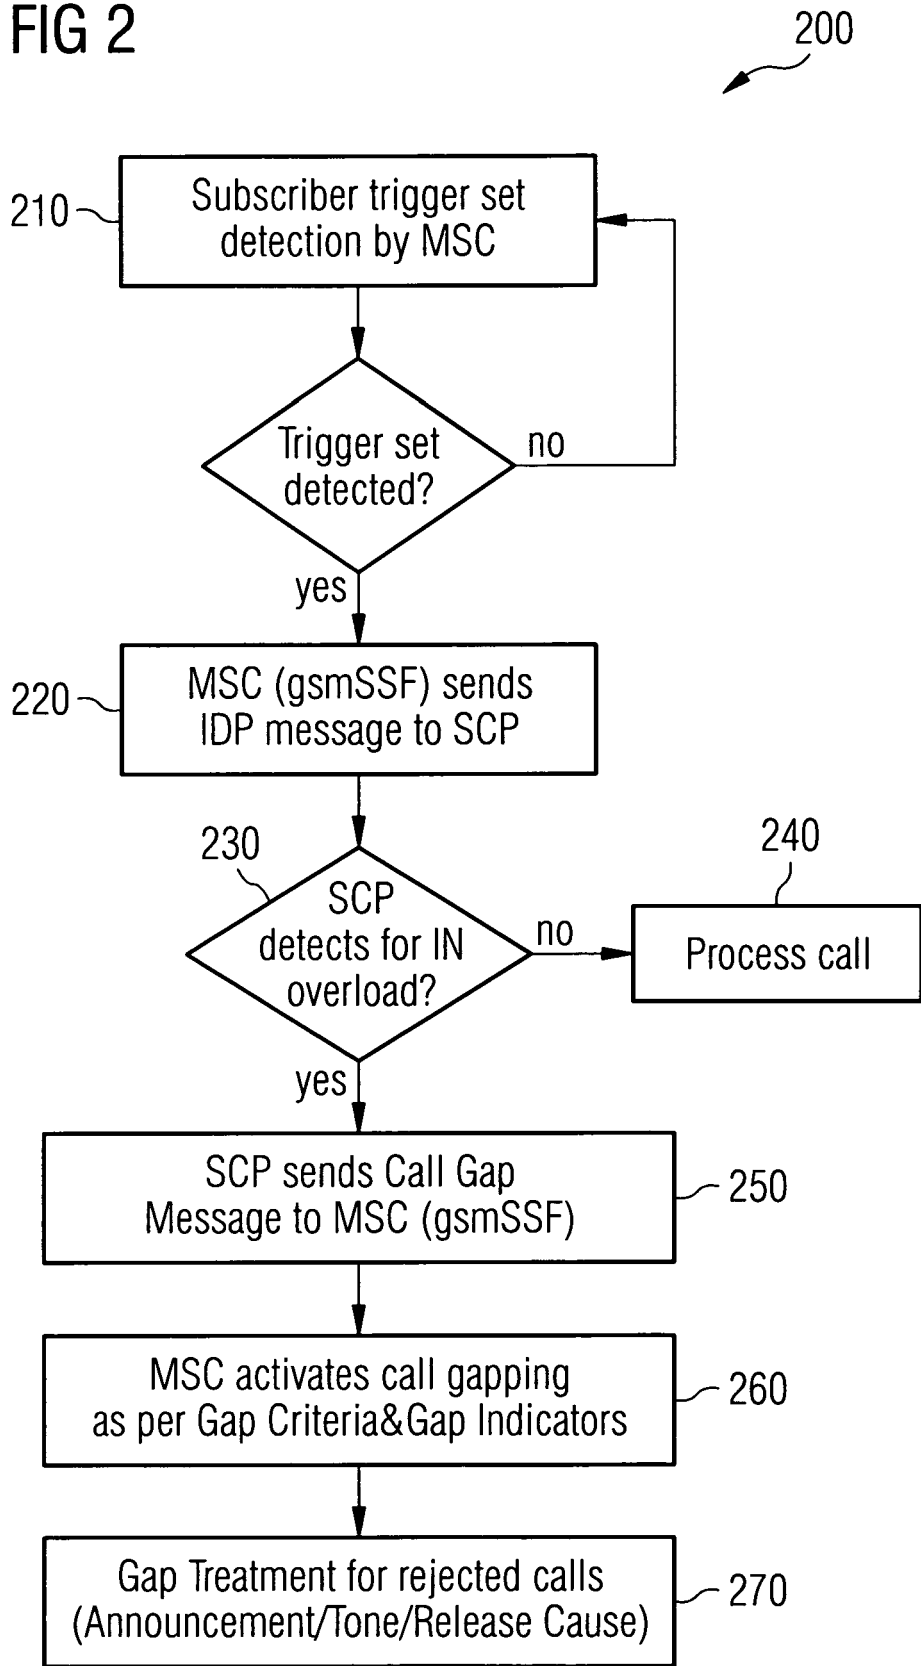 FIG 2
200
210
Subscriber trigger set
detection by MSC
Trigger set
detected?
no
yes
220
MSC (gsmSSF) sends
IDP message to SCP
230
SCP
detects for IN
overload?
no
240
Process call
yes
SCP sends Call Gap
Message to MSC (gsmSSF)
250
MSC activates call gapping
as per Gap Criteria&Gap Indicators
260
Gap Treatment for rejected calls
(Announcement/Tone/Release Cause)
270